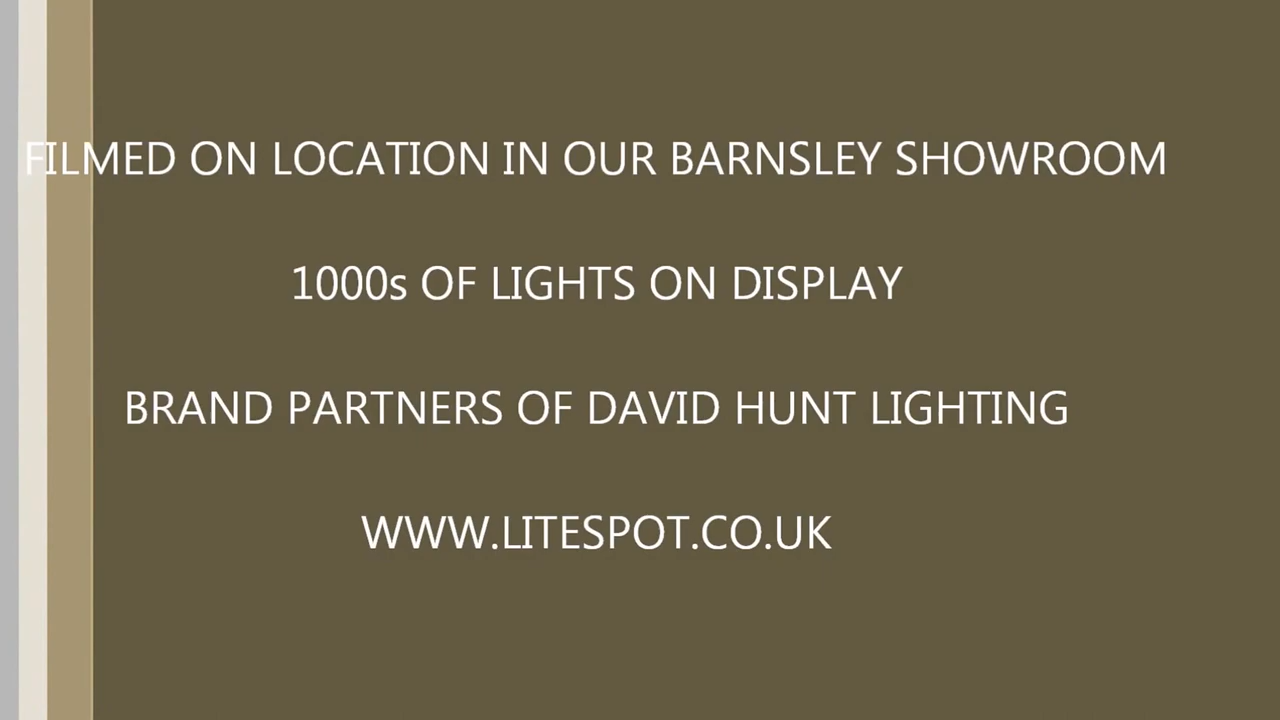 FILMED ON LOCATION IN OUR BARNSLEY SHOWROOM
1000s OF LIGHTS ON DISPLAY
BRAND PARTNERS OF DAVID HUNT LIGHTING
WWW.LITESPOT.CO.UK